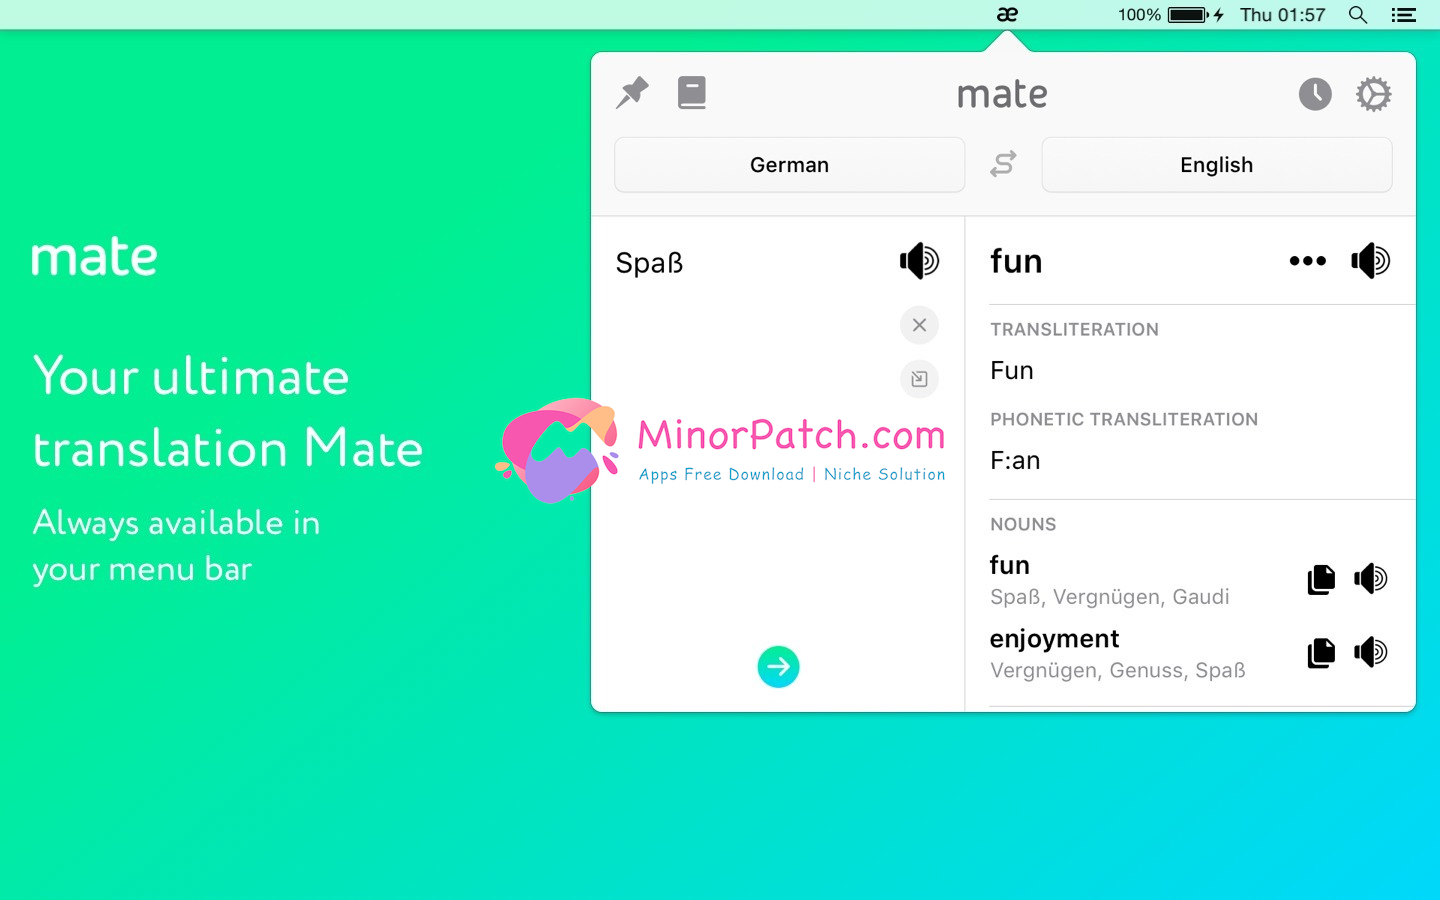 æ 100% Thu 01:57
mate
German
English
mate
Your ultimate
translation Mate
Always available in
your menu bar
Spaß
fun
TRANSLITERATION
Fun
PHONETIC TRANSLITERATION
F:an
NOUNS
fun
Spaß, Vergnügen, Gaudi
enjoyment
Vergnügen, Genuss, Spaß
MinorPatch.com
Apps Free Download | Niche Solution